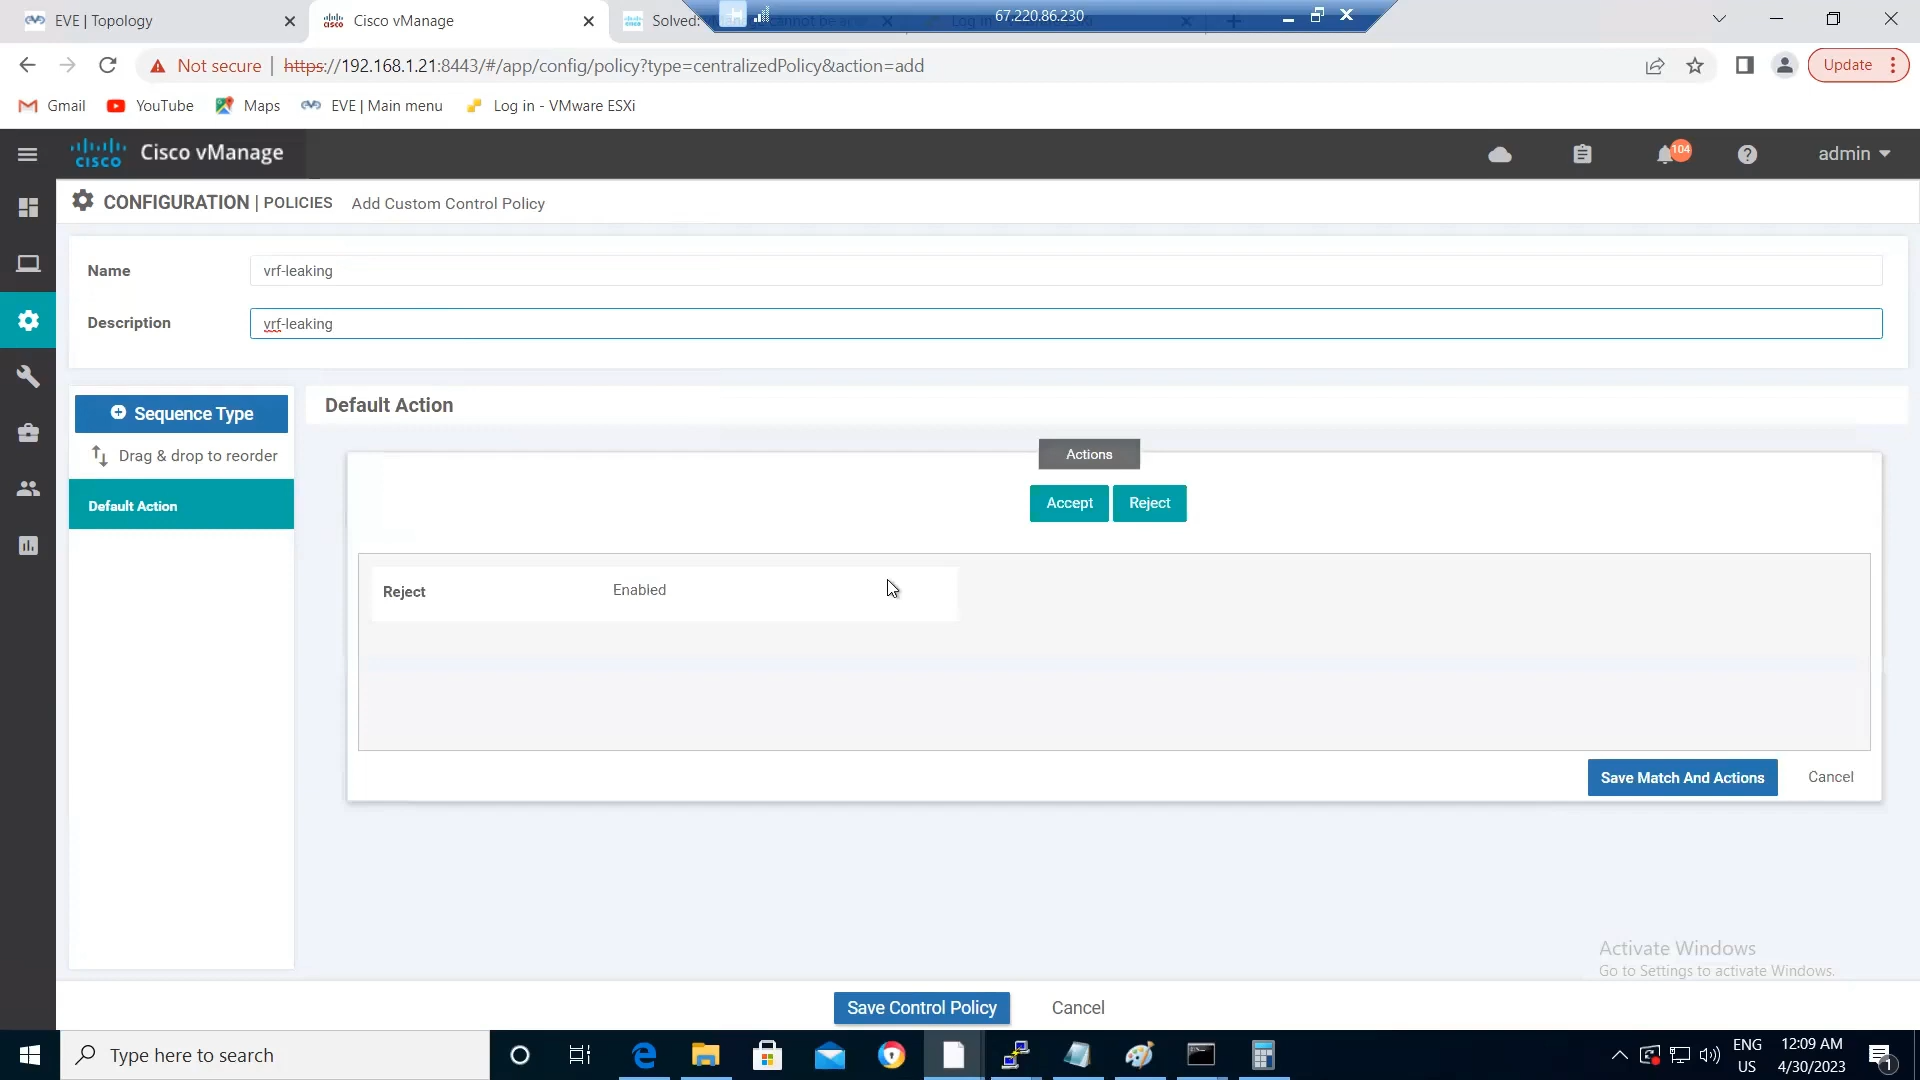 EVE | Topology
Cisco vManage
Solved:
67.220.86.230
Not secure
https://192.168.1.21:8443/#/app/config/policy?type=centralizedPolicy&action=add
Update
Gmail
YouTube
Maps
EVE | Main menu
Log in - VMware ESXi
cisco
Cisco vManage
104
admin
CONFIGURATION | POLICIES Add Custom Control Policy
Name
vrf-leaking
Description
vrf-leaking
Sequence Type
Drag & drop to reorder
Default Action
Default Action
Actions
Accept
Reject
Reject
Enabled
Save Match And Actions
Cancel
Activate Windows
Go to Settings to activate Windows.
Save Control Policy
Cancel
Type here to search
ENG
US
12:09 AM
4/30/2023
1